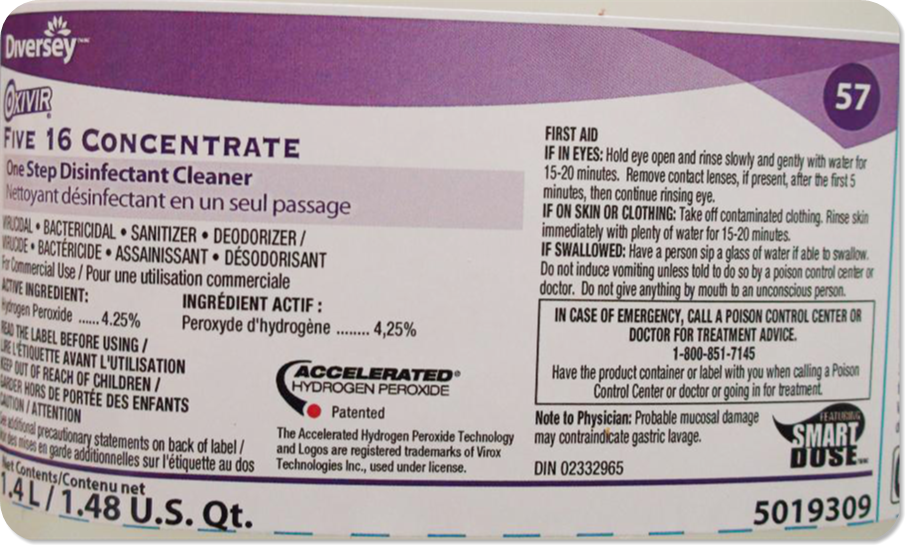 Diversey™
57
OXIVIR®
FIVE 16 CONCENTRATE
One Step Disinfectant Cleaner
Nettoyant désinfectant en un seul passage
VIRUCIDAL • BACTERICIDAL • SANITIZER • DEODORIZER /
VIRUCIDE • BACTÉRICIDE • ASSAINISSANT • DÉSODORISANT
For Commercial Use / Pour une utilisation commerciale
ACTIVE INGREDIENT:
Hydrogen Peroxide ...... 4.25%
INGRÉDIENT ACTIF :
Peroxyde d'hydrogène ........ 4,25%
READ THE LABEL BEFORE USING /
LIRE L'ÉTIQUETTE AVANT L'UTILISATION
KEEP OUT OF REACH OF CHILDREN /
GARDER HORS DE PORTÉE DES ENFANTS
CAUTION / ATTENTION
See additional precautionary statements on back of label /
des mises en garde additionnelles sur l'étiquette au dos
ACCELERATED®
HYDROGEN PEROXIDE
Patented
The Accelerated Hydrogen Peroxide Technology
and Logos are registered trademarks of Virox
Technologies Inc., used under license.
Net Contents/Contenu net
1.4 L / 1.48 U.S. Qt.
FIRST AID
IF IN EYES: Hold eye open and rinse slowly and gently with water for
15-20 minutes. Remove contact lenses, if present, after the first 5
minutes, then continue rinsing eye.
IF ON SKIN OR CLOTHING: Take off contaminated clothing. Rinse skin
immediately with plenty of water for 15-20 minutes.
IF SWALLOWED: Have a person sip a glass of water if able to swallow.
Do not induce vomiting unless told to do so by a poison control center or
doctor. Do not give anything by mouth to an unconscious person.
IN CASE OF EMERGENCY, CALL A POISON CONTROL CENTER OR
DOCTOR FOR TREATMENT ADVICE.
1-800-851-7145
Have the product container or label with you when calling a Poison
Control Center or doctor or going in for treatment.
Note to Physician: Probable mucosal damage
may contraindicate gastric lavage.
DIN 02332965
FEATURING
SMART
DOSE™
5019309